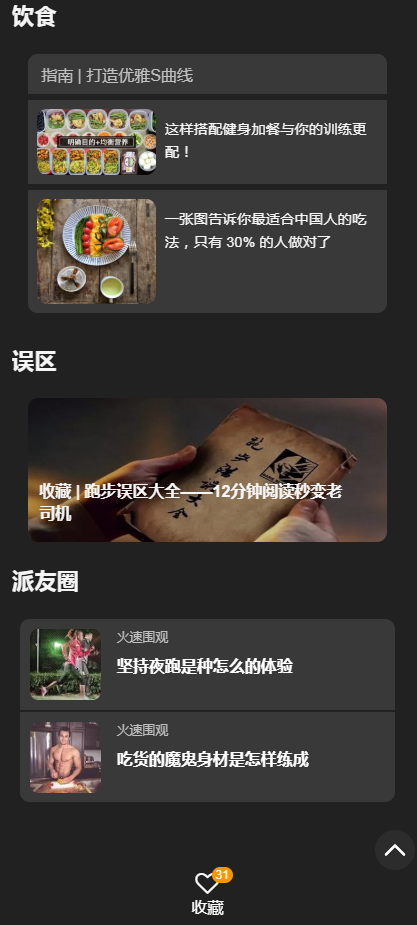 饮食
指南 | 打造优雅S曲线
明确目的+均衡营养
这样搭配健身加餐与你的训练更
配！
一张图告诉你最适合中国人的吃
法，只有 30% 的人做对了
误区
跑步错误大全
收藏 | 跑步误区大全——12分钟阅读秒变老
司机
派友圈
火速围观
坚持夜跑是种怎么的体验
火速围观
吃货的魔鬼身材是怎样练成
31
收藏